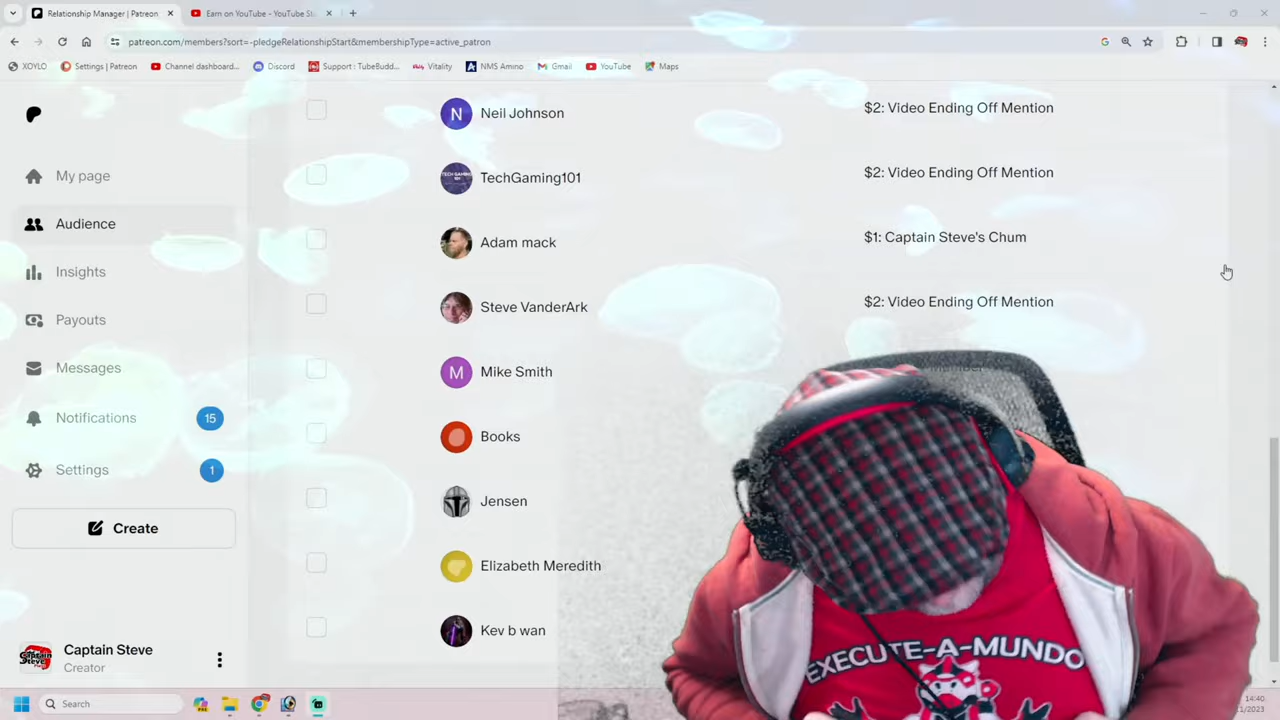 Relationship Manager | Patreon
Earn on YouTube - YouTube St
patreon.com/members?sort=-pledgeRelationshipStart&membershipType=active_patron
XOYLO
Settings | Patreon
Channel dashboard...
Discord
Support : TubeBudd...
Vitality
NMS Amino
Gmail
YouTube
Maps
My page
Audience
Insights
Payouts
Messages
Notifications 15
Settings 1
Create
Captain Steve
Creator
N Neil Johnson $2: Video Ending Off Mention
TechGaming101 $2: Video Ending Off Mention
Adam mack $1: Captain Steve's Chum
Steve VanderArk $2: Video Ending Off Mention
M Mike Smith
Books
Jensen
Elizabeth Meredith
Kev b wan
EXECUTE-A-MUNDO
Search
14:40
11/2023